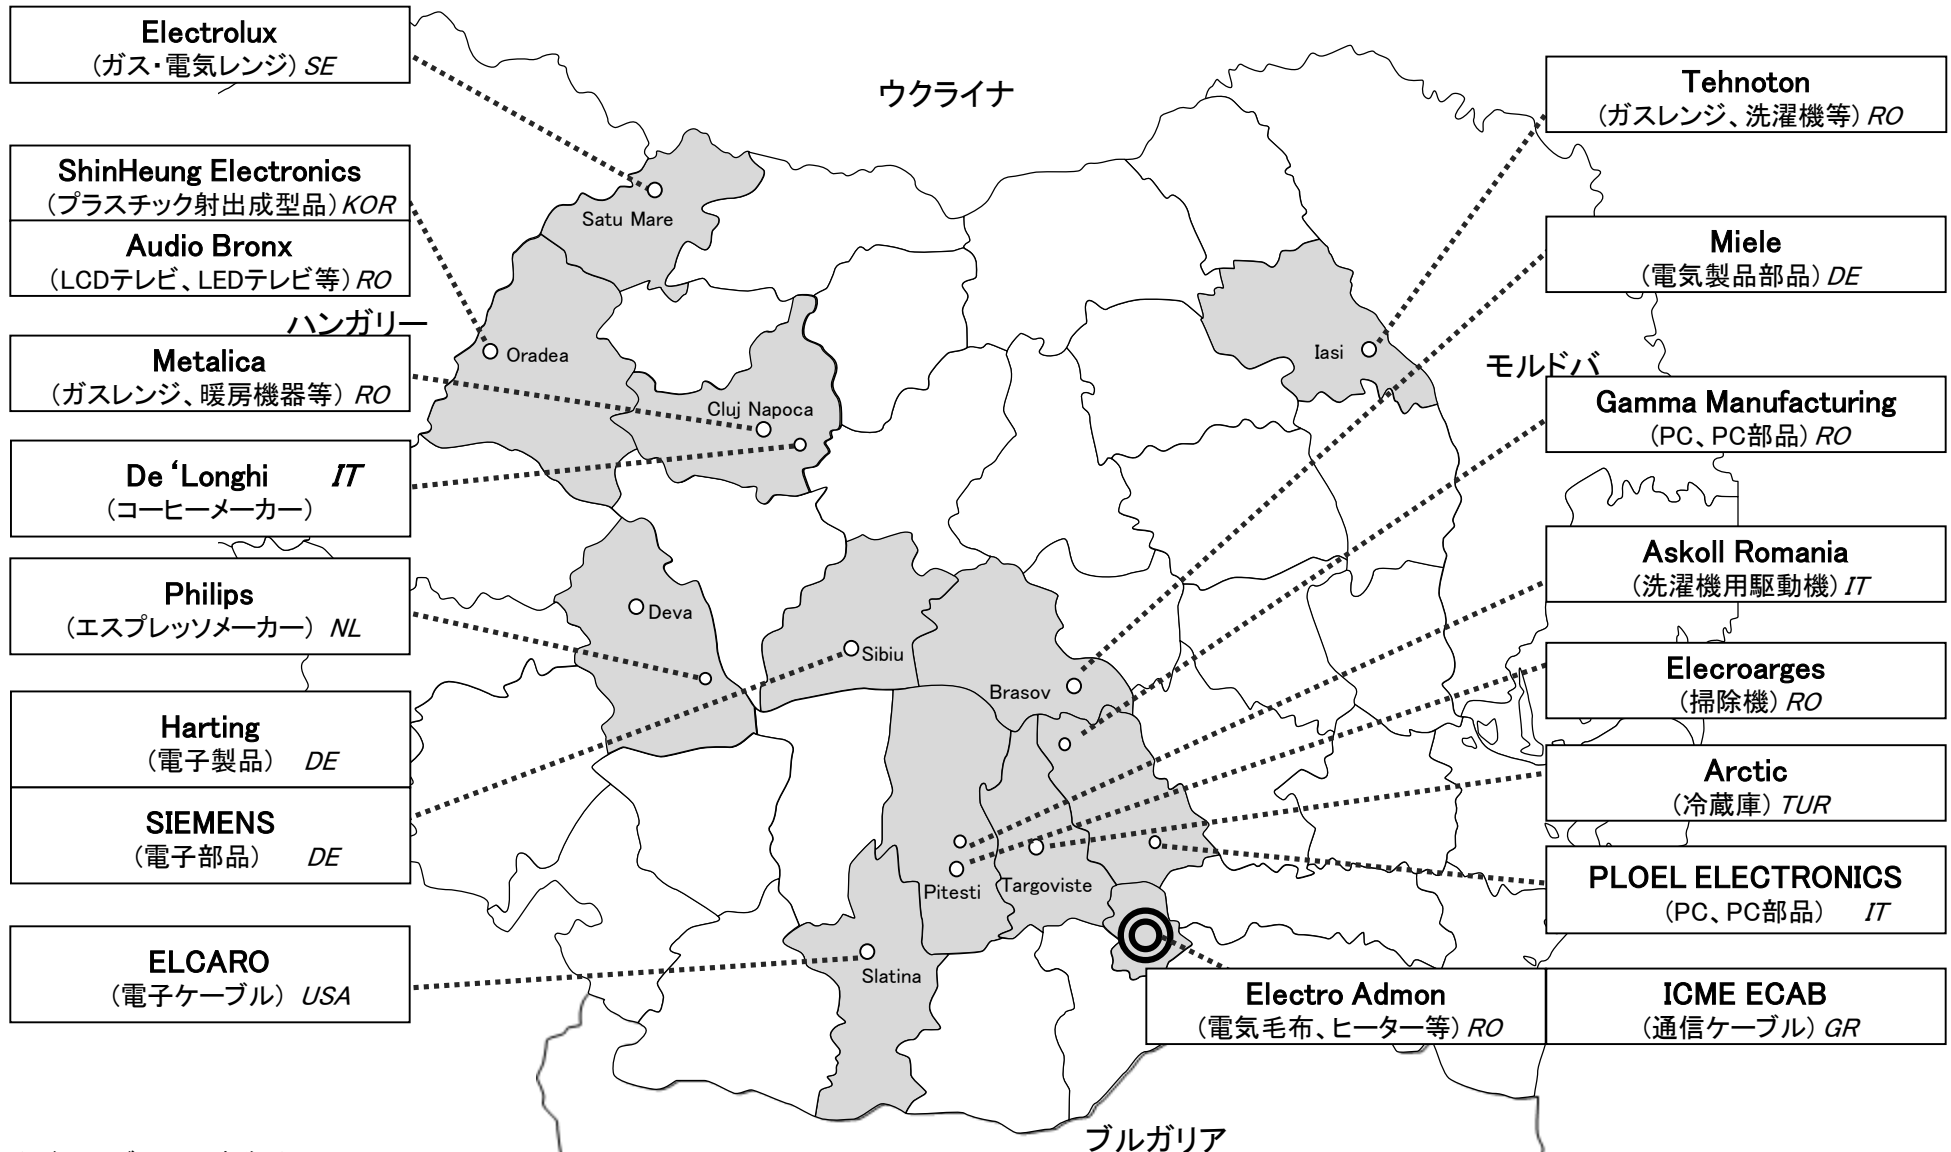 Electrolux
(ガス・電気レンジ) SE
ShinHeung Electronics
(プラスチック射出成型品) KOR
Audio Bronx
(LCDテレビ、LEDテレビ等) RO
ハンガリー
Metalica
(ガスレンジ、暖房機器等) RO
De ‘Longhi IT
(コーヒーメーカー)
Philips
(エスプレッソメーカー) NL
Harting
(電子製品) DE
SIEMENS
(電子部品) DE
ELCARO
(電子ケーブル) USA
ウクライナ
Satu Mare
Oradea
Cluj Napoca
Iasi
Deva
Sibiu
Brasov
Pitesti
Targoviste
Slatina
モルドバ
ブルガリア
Tehnoton
(ガスレンジ、洗濯機等) RO
Miele
(電気製品部品) DE
Gamma Manufacturing
(PC、PC部品) RO
Askoll Romania
(洗濯機用駆動機) IT
Elecroarges
(掃除機) RO
Arctic
(冷蔵庫) TUR
PLOEL ELECTRONICS
(PC、PC部品) IT
Electro Admon
(電気毛布、ヒーター等) RO
ICME ECAB
(通信ケーブル) GR